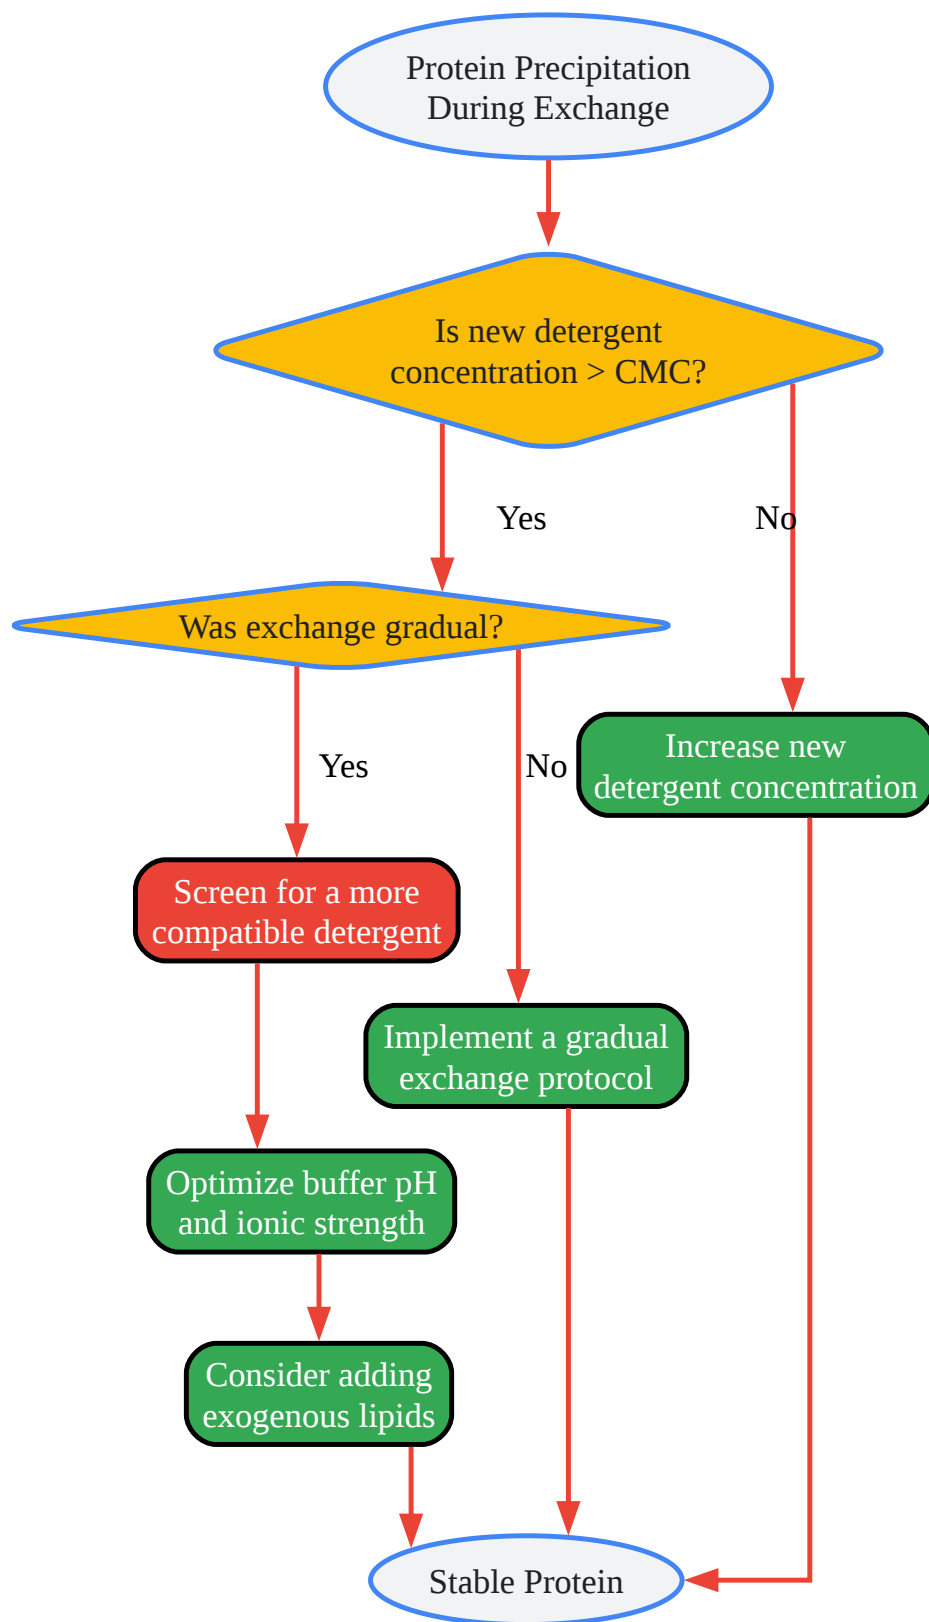 Protein Precipitation
During Exchange
Is new detergent
concentration > CMC?
Yes
No
Was exchange gradual?
Yes
No
Increase new
detergent concentration
Screen for a more
compatible detergent
Implement a gradual
exchange protocol
Optimize buffer pH
and ionic strength
Consider adding
exogenous lipids
Stable Protein